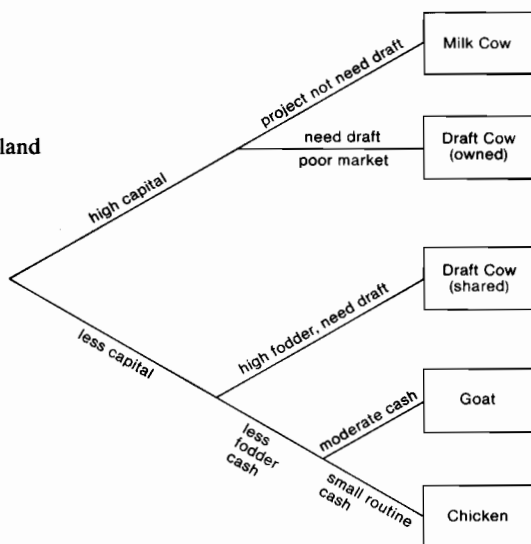 project not need draft
Milk Cow
land
need draft
poor market
Draft Cow
(owned)
high capital
Draft Cow
(shared)
high fodder, need draft
less capital
less
fodder
cash
moderate cash
Goat
small routine
cash
Chicken